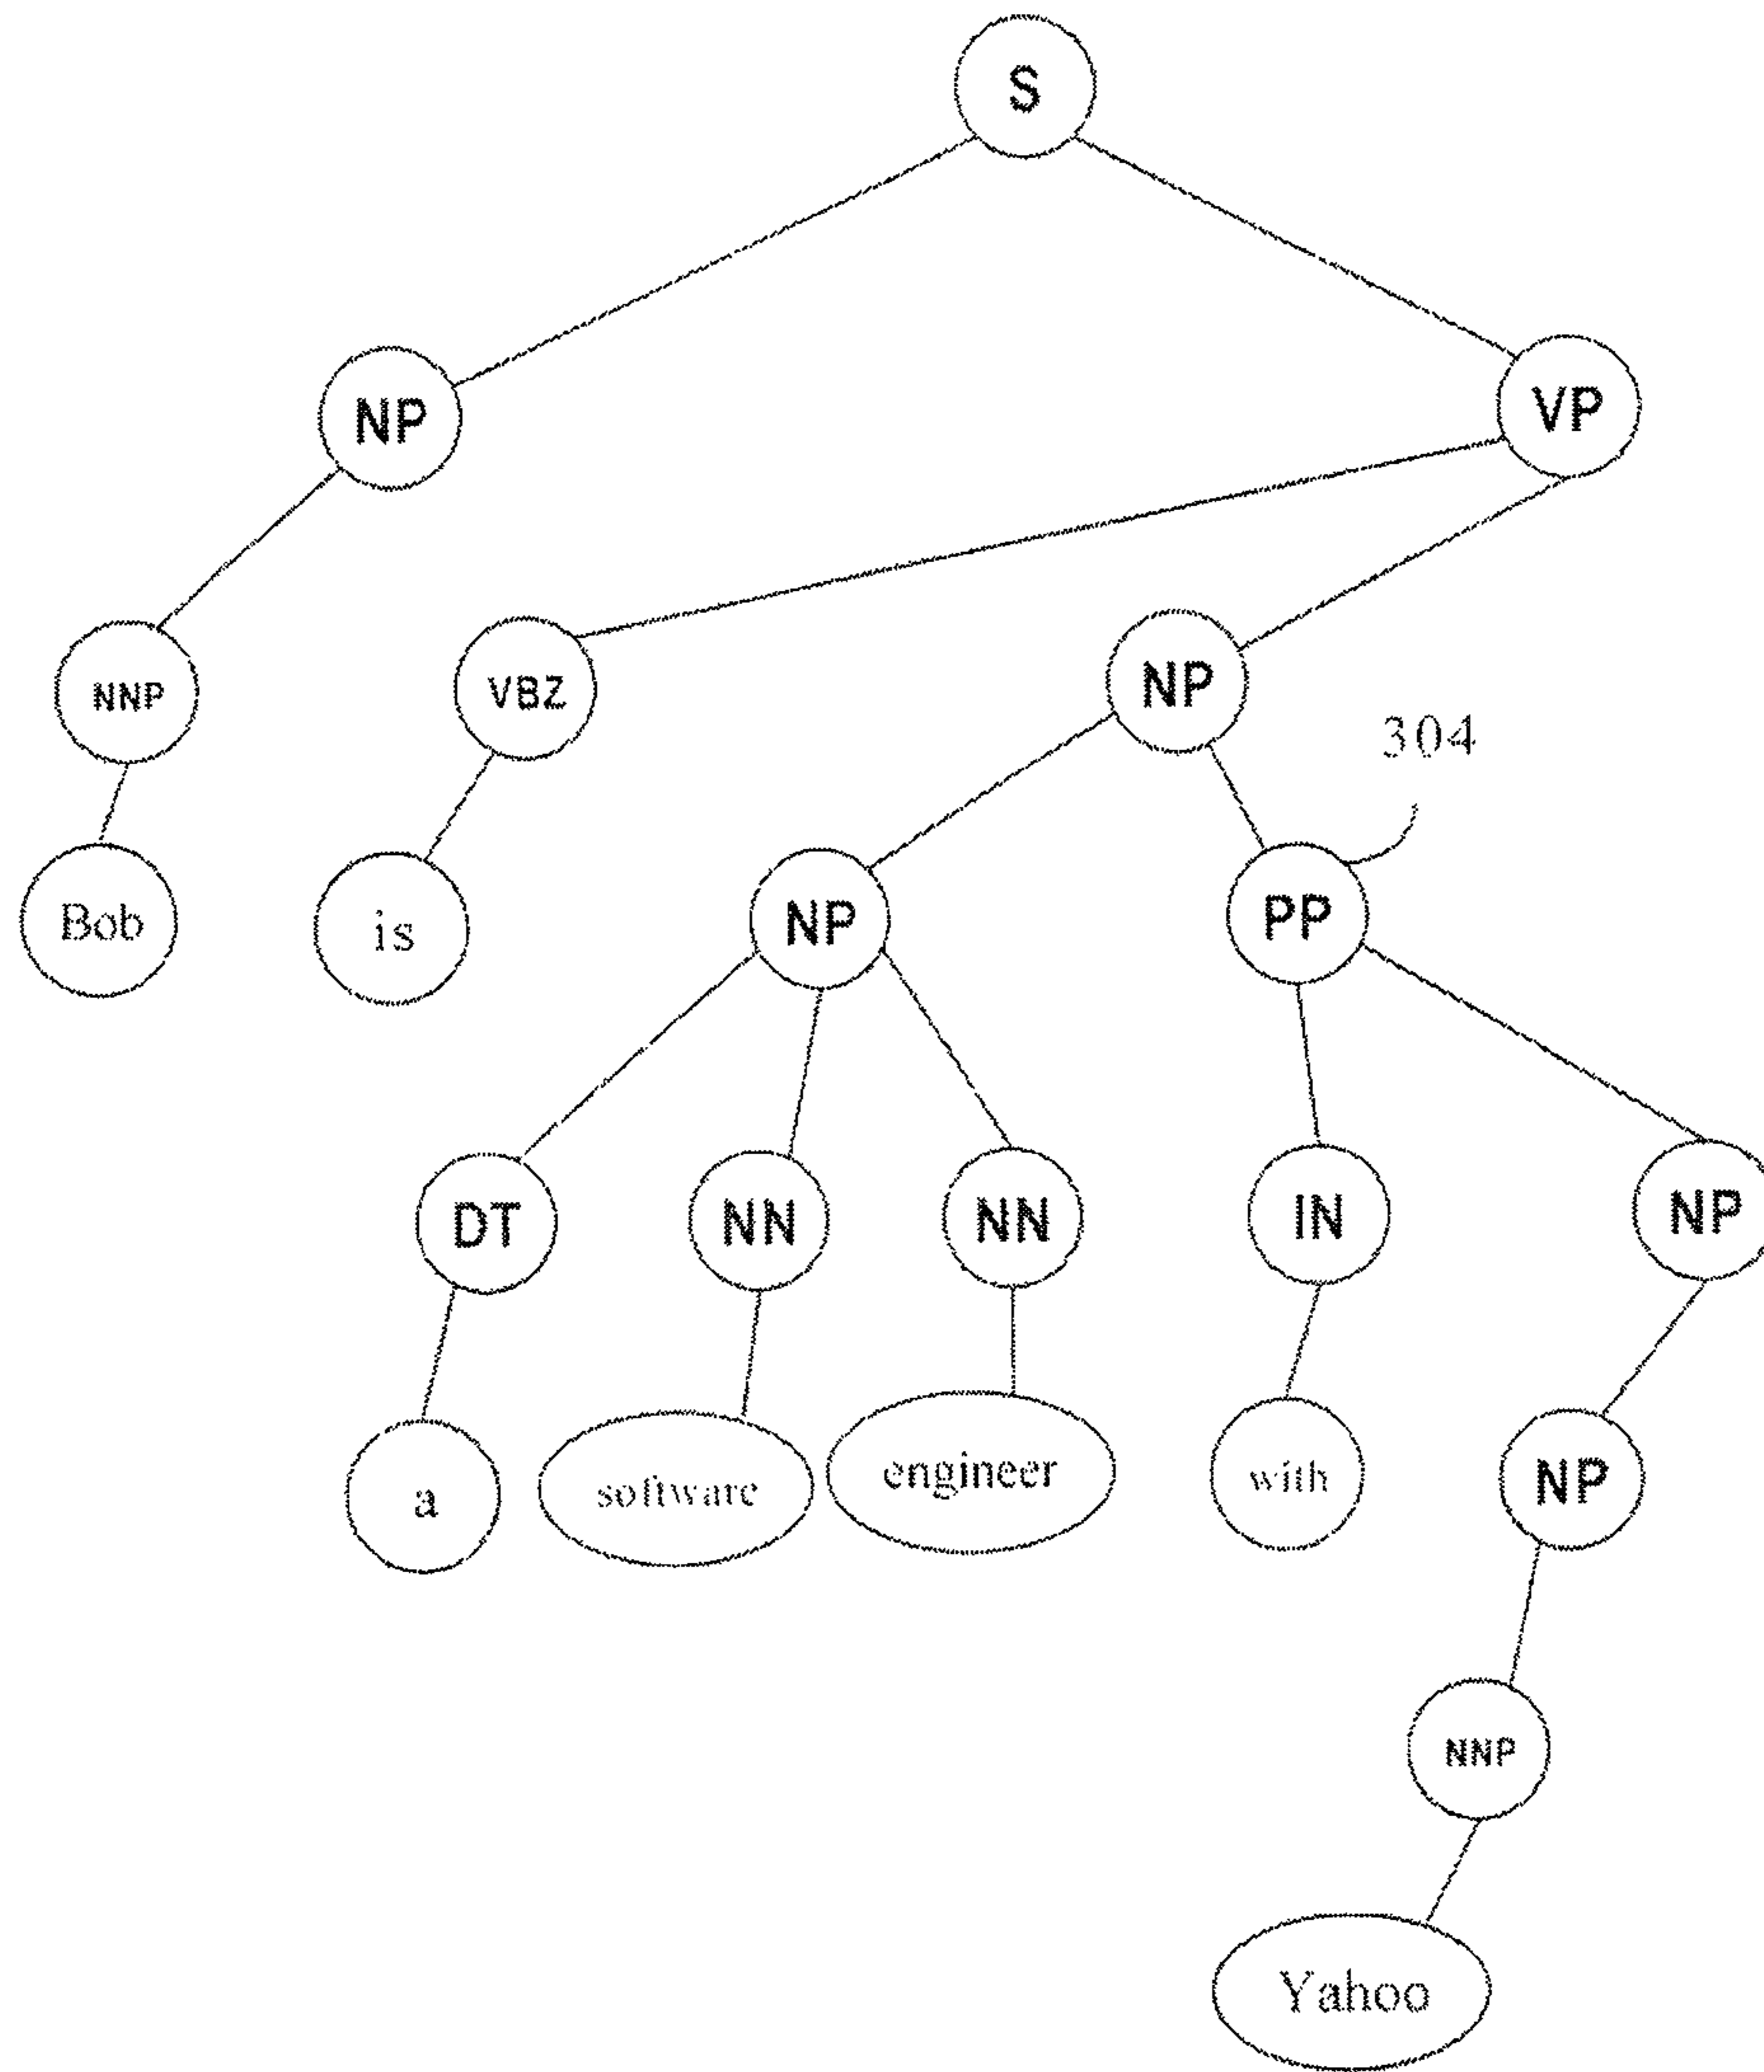 S
NP
VP
NNP
VBZ
NP
304
Bob
is
NP
PP
DT
NN
NN
IN
NP
a
software
engineer
with
NP
NNP
Yahoo